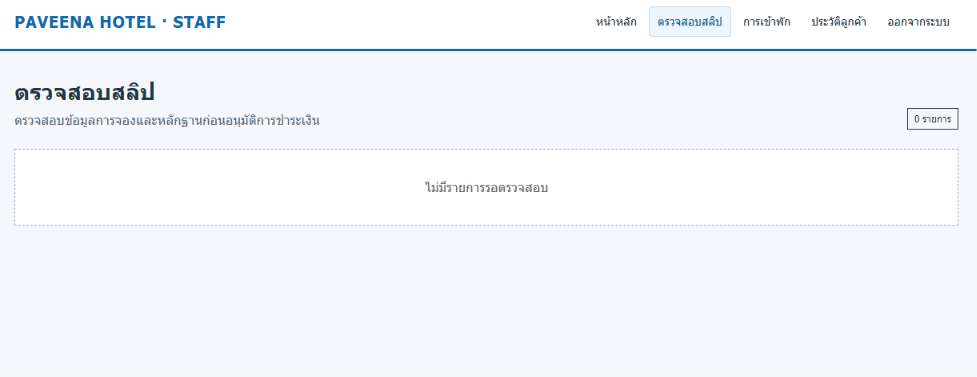 PAVEENA HOTEL · STAFF
หน้าหลัก ตรวจสอบสลิป การเข้าพัก ประวัติลูกค้า ออกจากระบบ
ตรวจสอบสลิป
ตรวจสอบข้อมูลการจองและหลักฐานก่อนอนุมัติการชำระเงิน
0 รายการ
ไม่มีรายการรอตรวจสอบ